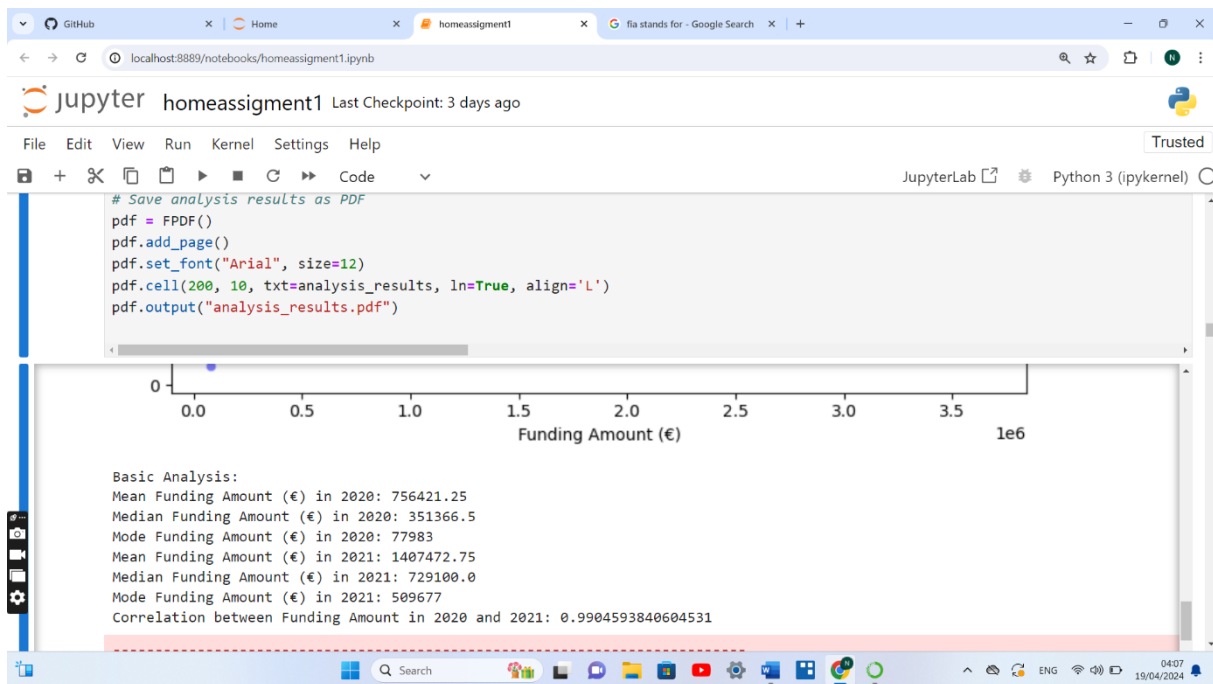 GitHub
Home
homeassigment1
fia stands for - Google Search
localhost:8889/notebooks/homeassigment1.ipynb
N
jupyter homeassigment1 Last Checkpoint: 3 days ago
File Edit View Run Kernel Settings Help
Trusted
Code
JupyterLab
Python 3 (ipykernel)
# Save analysis results as PDF
pdf = FPDF()
pdf.add_page()
pdf.set_font("Arial", size=12)
pdf.cell(200, 10, txt=analysis_results, ln=True, align='L')
pdf.output("analysis_results.pdf")
0
0.0 0.5 1.0 1.5 2.0 2.5 3.0 3.5
Funding Amount (€)
1e6
Basic Analysis:
Mean Funding Amount (€) in 2020: 756421.25
Median Funding Amount (€) in 2020: 351366.5
Mode Funding Amount (€) in 2020: 77983
Mean Funding Amount (€) in 2021: 1407472.75
Median Funding Amount (€) in 2021: 729100.0
Mode Funding Amount (€) in 2021: 509677
Correlation between Funding Amount in 2020 and 2021: 0.9904593840604531
---------------------------------------------------------------------------
Search
ENG
04:07
19/04/2024